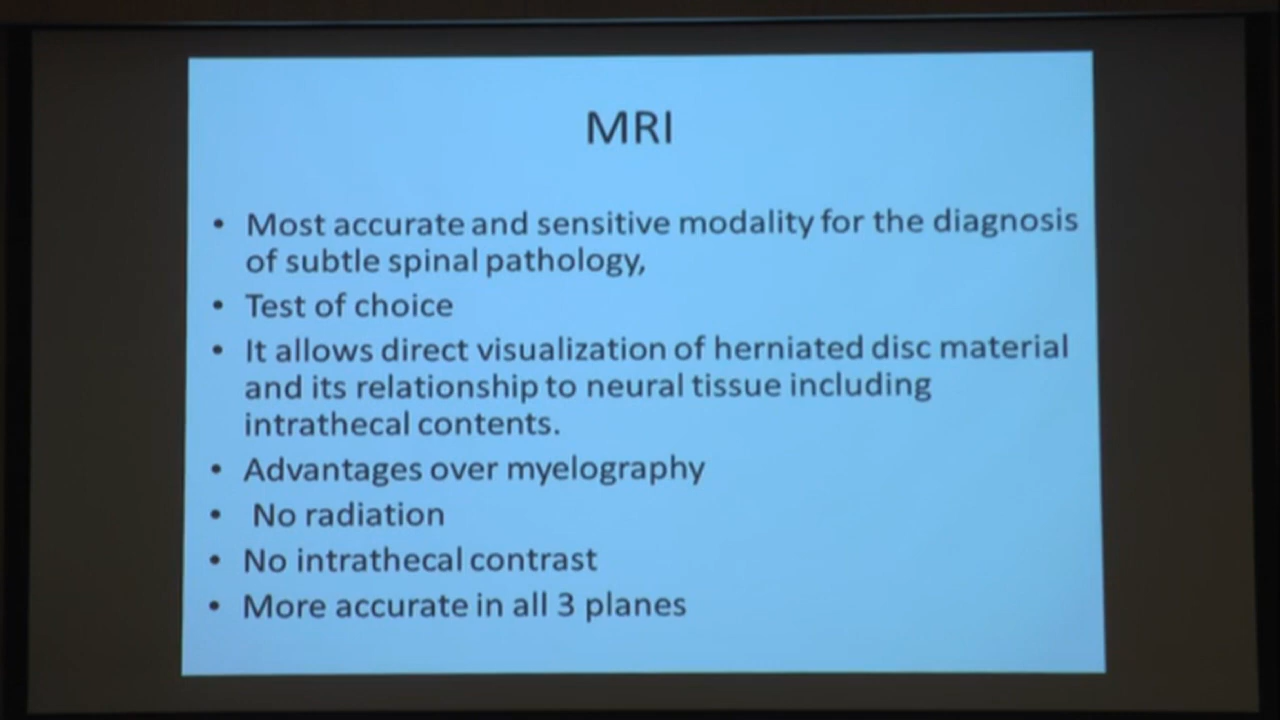 MRI
• Most accurate and sensitive modality for the diagnosis
of subtle spinal pathology,
• Test of choice
• It allows direct visualization of herniated disc material
and its relationship to neural tissue including
intrathecal contents.
• Advantages over myelography
• No radiation
• No intrathecal contrast
• More accurate in all 3 planes